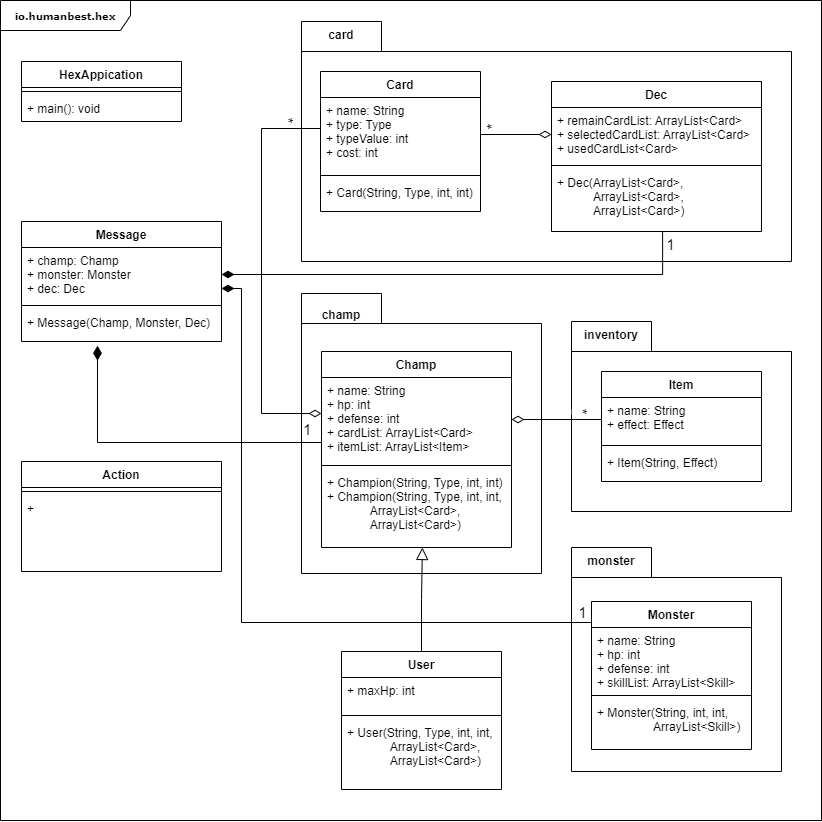 io.humanbest.hex
HexAppication
+ main(): void
card
Card
+ name: String
+ type: Type
+ typeValue: int
+ cost: int
+ Card(String, Type, int, int)
*
*
Dec
+ remainCardList: ArrayList<Card>
+ selectedCardList: ArrayList<Card>
+ usedCardList<Card>
+ Dec(ArrayList<Card>,
ArrayList<Card>,
ArrayList<Card>)
1
Message
+ champ: Champ
+ monster: Monster
+ dec: Dec
+ Message(Champ, Monster, Dec)
champ
Champ
+ name: String
+ hp: int
+ defense: int
+ cardList: ArrayList<Card>
+ itemList: ArrayList<Item>
+ Champion(String, Type, int, int)
+ Champion(String, Type, int, int,
ArrayList<Card>,
ArrayList<Card>)
1
inventory
*
Item
+ name: String
+ effect: Effect
+ Item(String, Effect)
Action
+
monster
1
Monster
+ name: String
+ hp: int
+ defense: int
+ skillList: ArrayList<Skill>
+ Monster(String, int, int,
ArrayList<Skill>)
User
+ maxHp: int
+ User(String, Type, int, int,
ArrayList<Card>,
ArrayList<Card>)